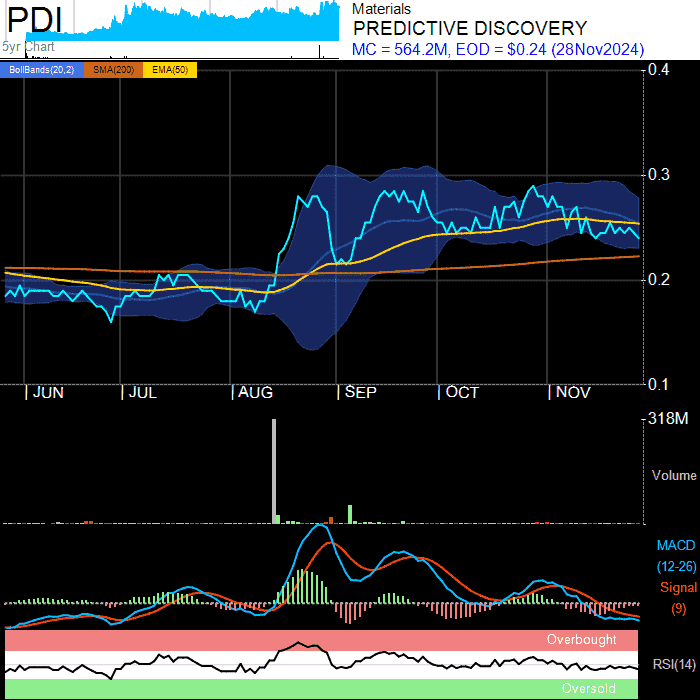 PDI
5yr Chart
Materials
PREDICTIVE DISCOVERY
MC = 564.2M, EOD = $0.24 (28Nov2024)
BollBands(20,2) SMA(200) EMA(50)
0.4
0.3
0.2
0.1
JUN JUL AUG SEP OCT NOV
318M
Volume
MACD
(12-26)
Signal
(9)
Overbought
RSI(14)
Oversold